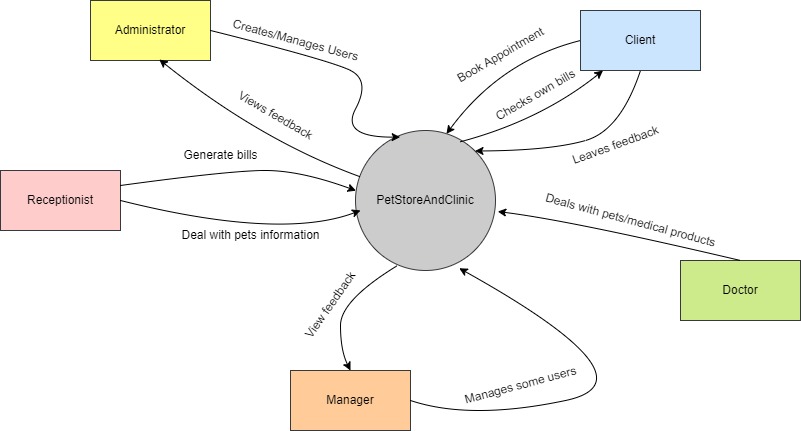 Administrator
Creates/Manages Users
Book Appointment
Client
Checks own bills
Views feedback
Leaves feedback
Generate bills
Receptionist
PetStoreAndClinic
Deals with pets/medical products
Deal with pets information
View feedback
Doctor
Manages some users
Manager